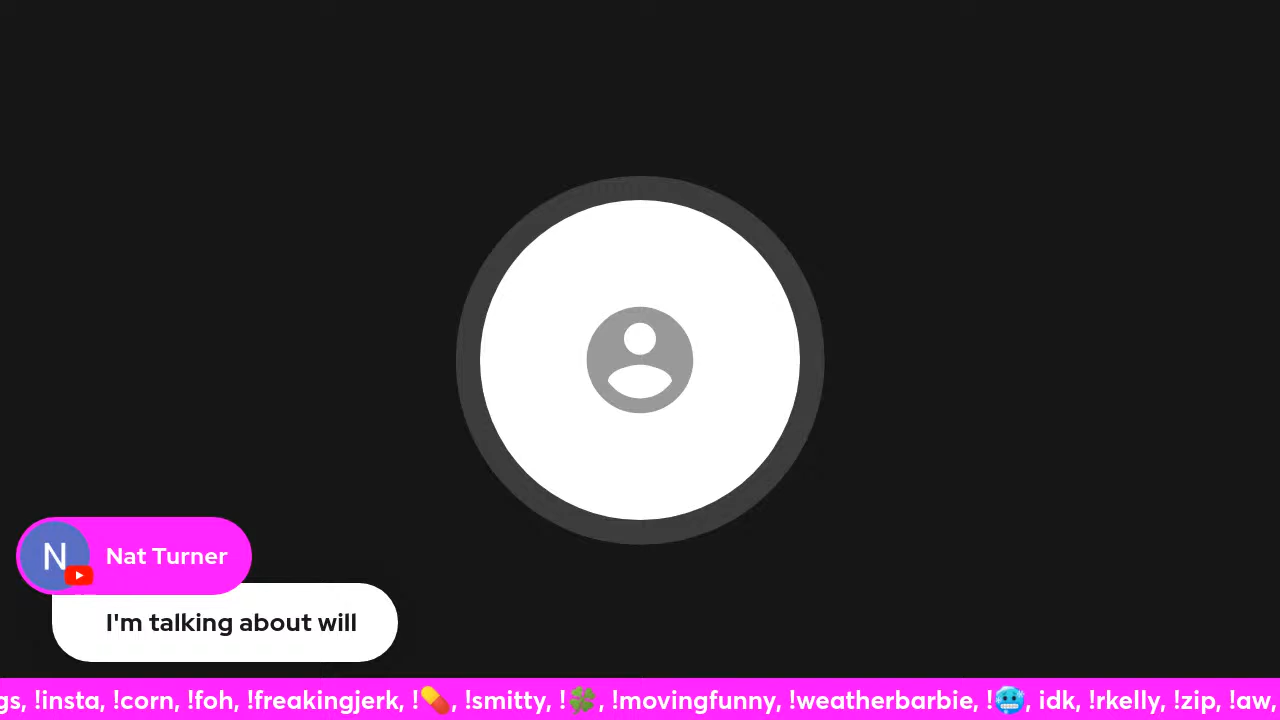 N
Nat Turner
I'm talking about will
gs, !insta, !corn, !foh, !freakingjerk, !💊, !smitty, !🍀, !movingfunny, !weatherbarbie, !🥶, idk, !rkelly, !zip, !aw,